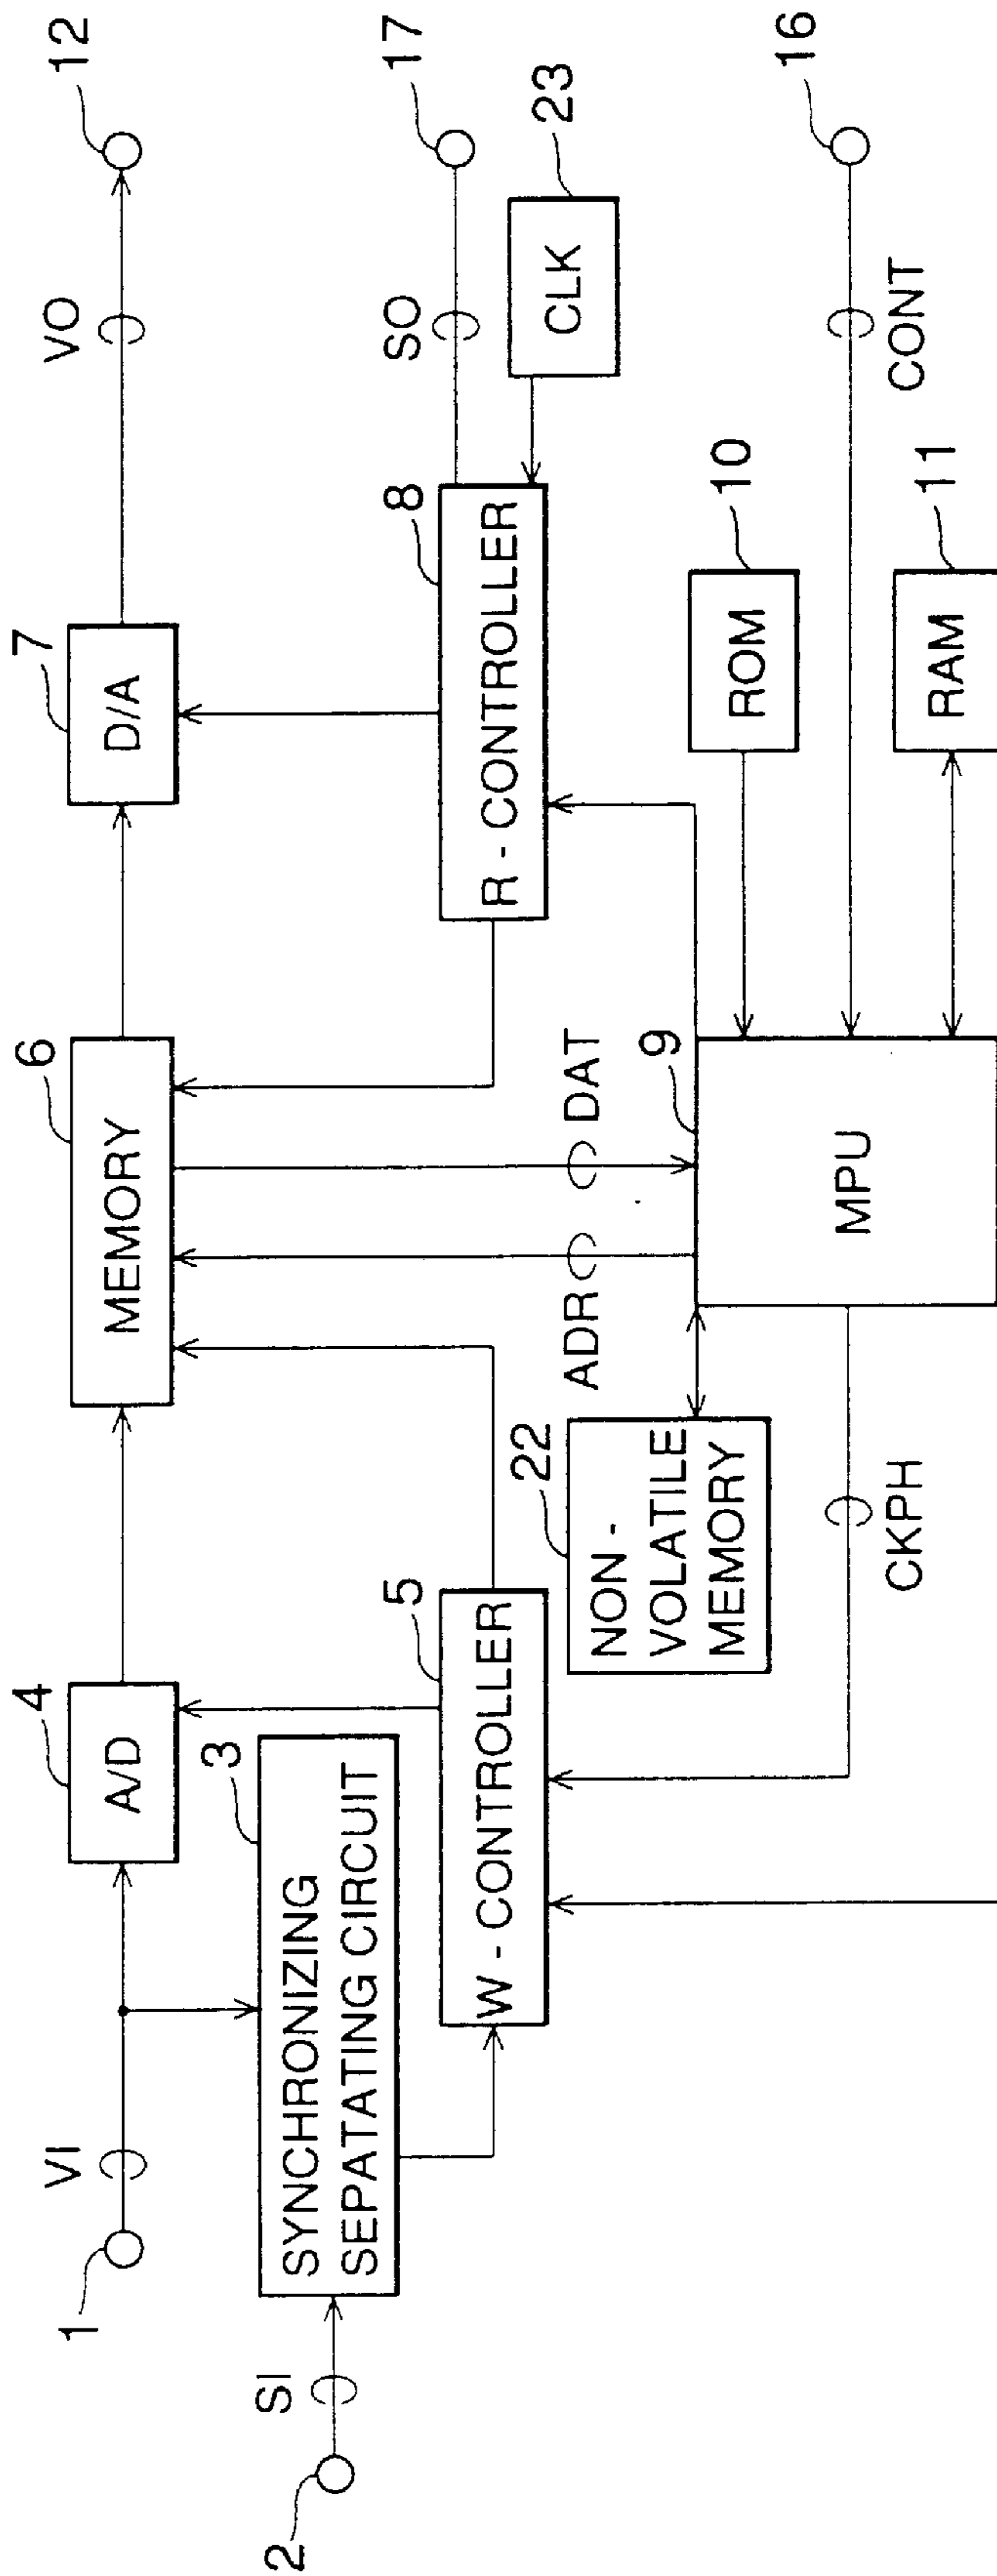 1
VI
4
A/D
6
MEMORY
7
D/A
VO
12
2
SI
3
SYNCHRONIZING
SEPATATING CIRCUIT
5
W - CONTROLLER
8
R - CONTROLLER
SO
17
CLK
23
ADR
DAT
22
NON -
VOLATILE
MEMORY
9
MPU
CKPH
ROM
10
CONT
16
RAM
11